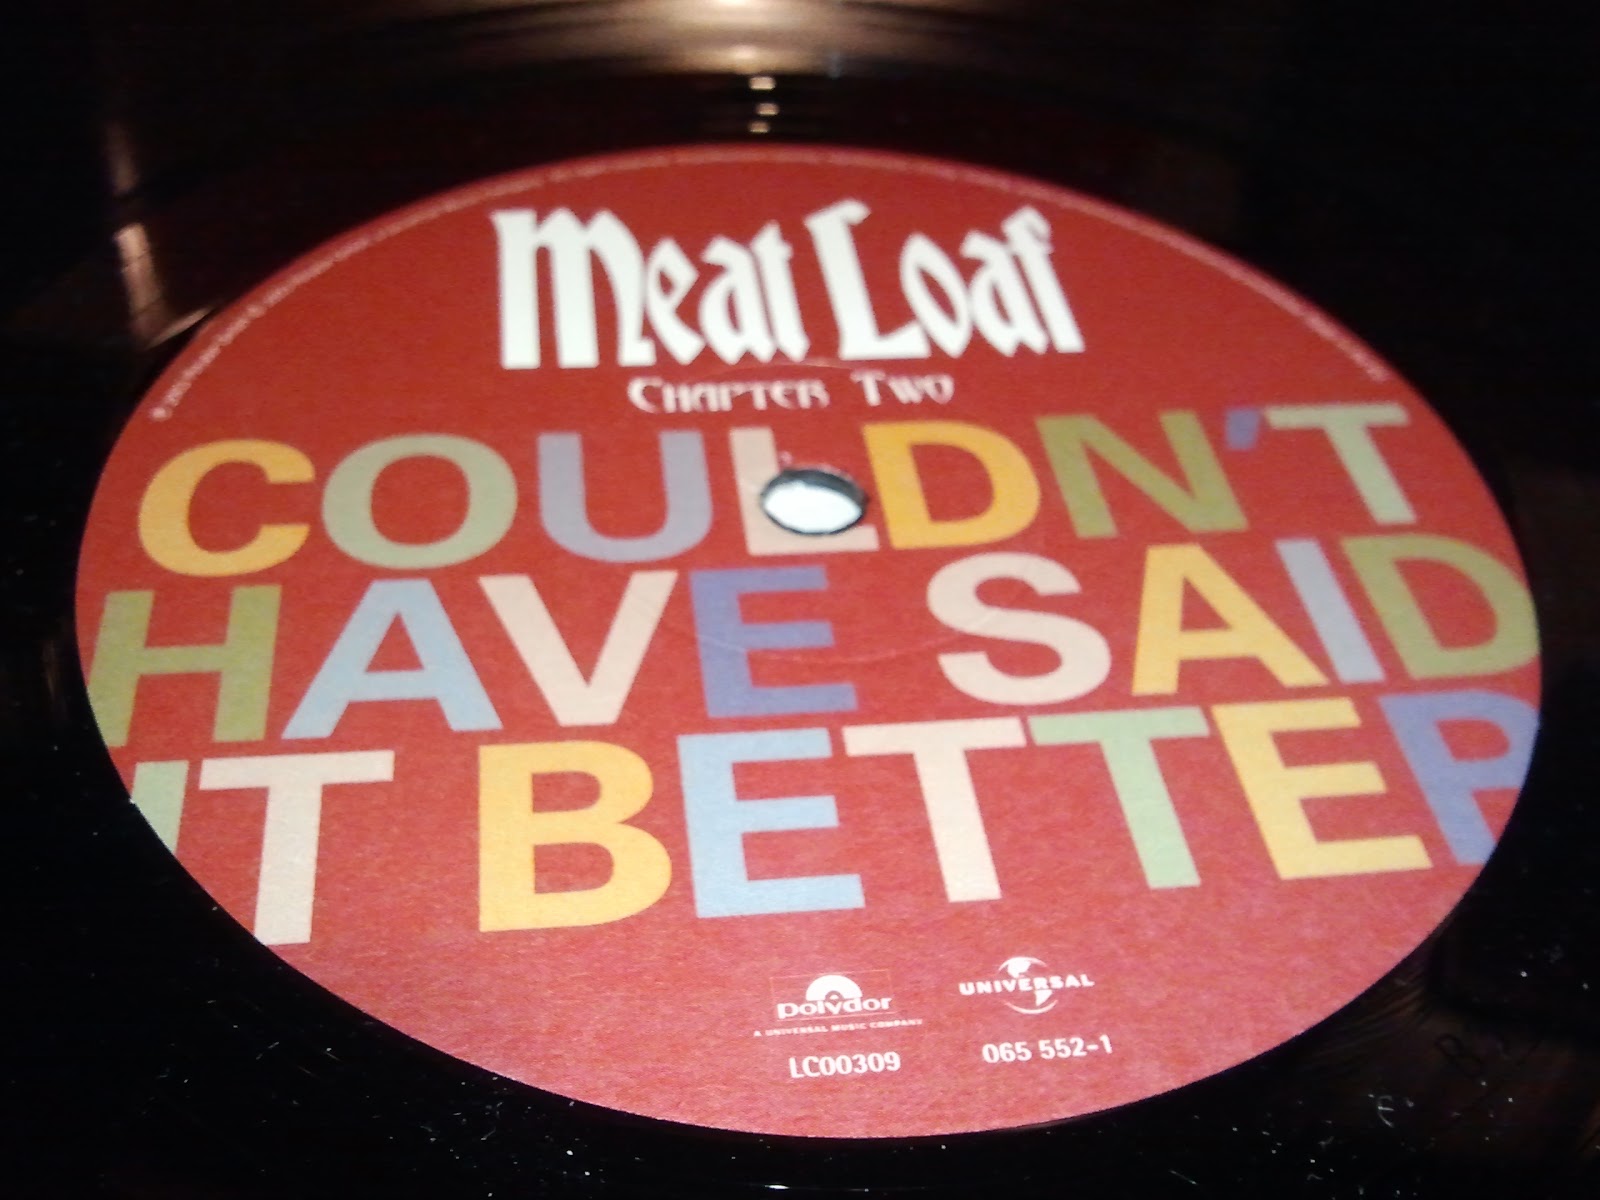 Meat Loaf
Chapter Two
COULDN'T
HAVE SAID
IT BETTER
polydor
A UNIVERSAL MUSIC COMPANY
UNIVERSAL
LC00309
065 552-1